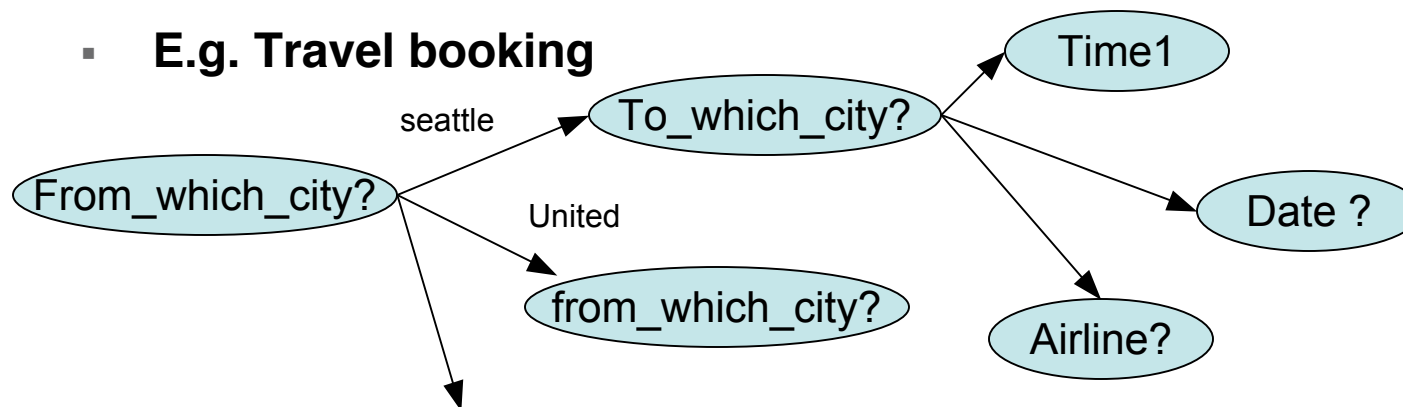 ▪ E.g. Travel booking
Time1
seattle
To_which_city?
From_which_city?
United
Date ?
from_which_city?
Airline?